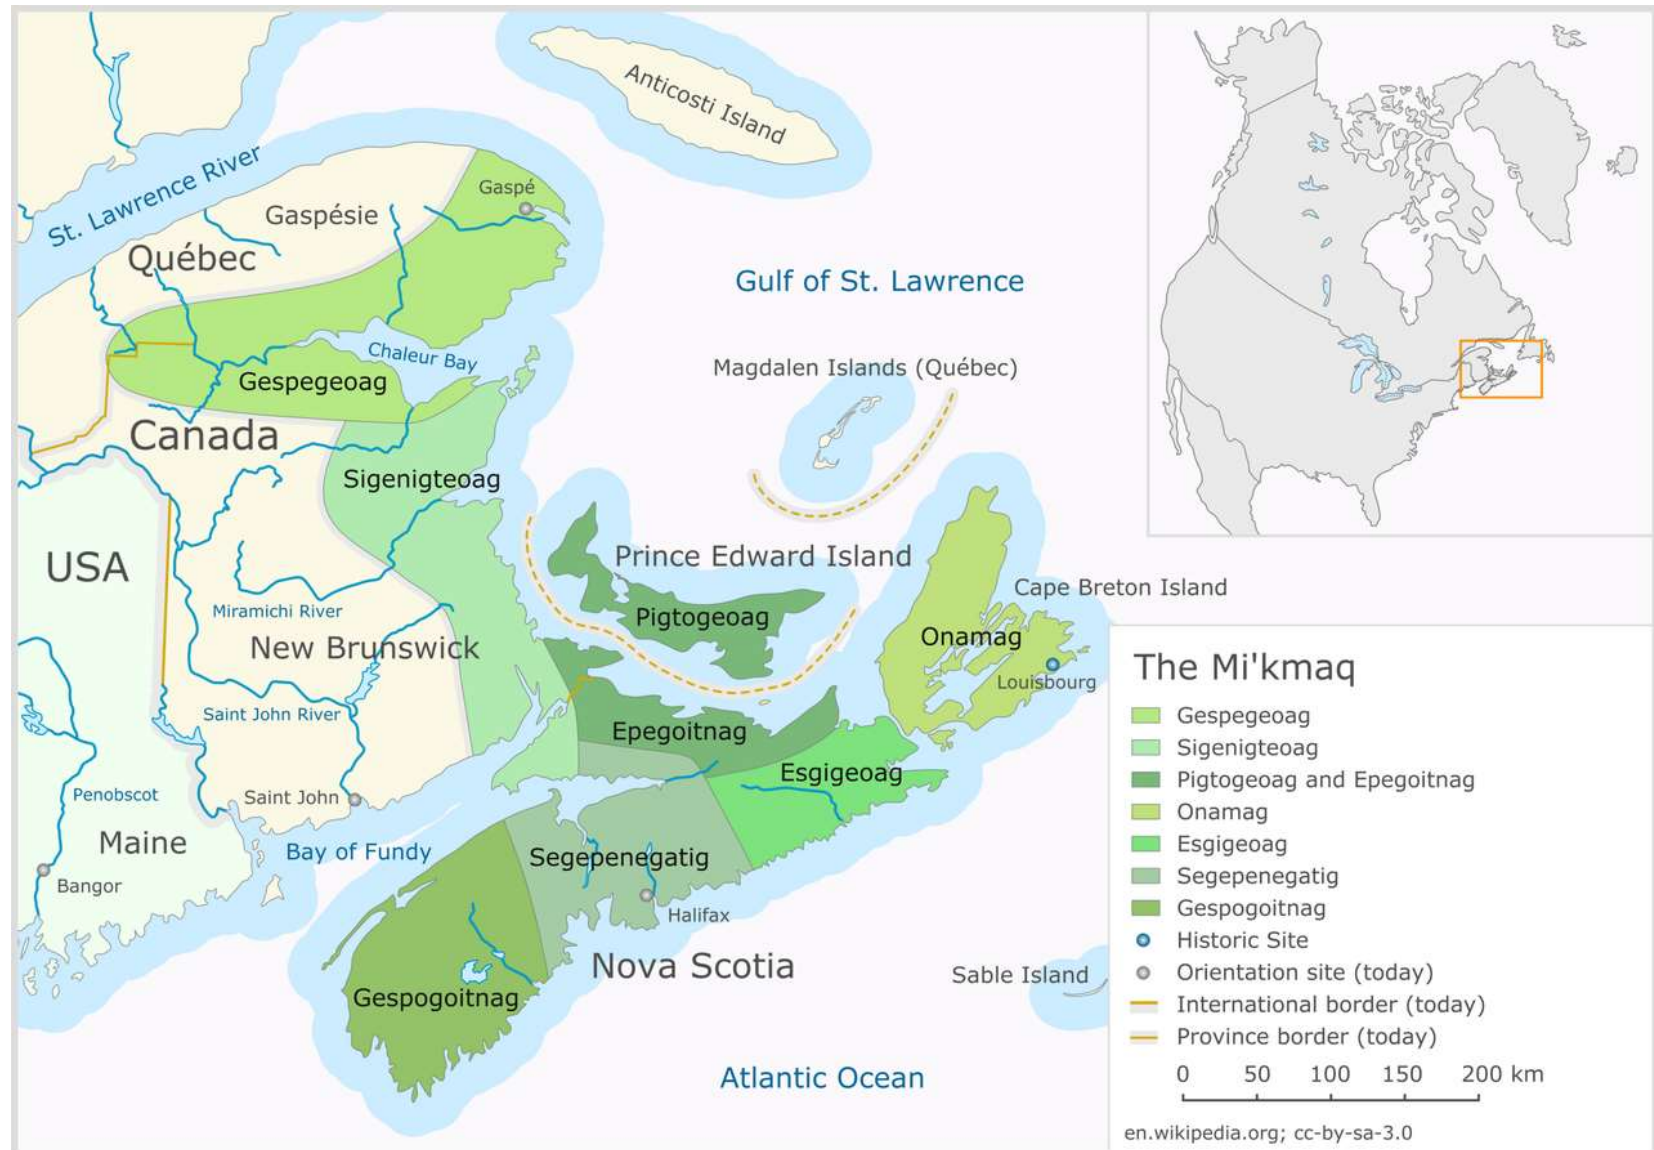 Anticosti Island
St. Lawrence River
Gaspé
Gaspésie
Québec
Gulf of St. Lawrence
Chaleur Bay
Magdalen Islands (Québec)
Gespegeoag
Canada
Sigenigteoag
USA
Prince Edward Island
Cape Breton Island
Miramichi River
Pigtogeoag
New Brunswick
Onamag
Louisbourg
Saint John River
Epegoitnag
Esgigeoag
Penobscot
Saint John
Maine
Bay of Fundy
Segepenegatig
Bangor
Halifax
Nova Scotia
Sable Island
Gespogoitnag
Atlantic Ocean
The Mi'kmaq
Gespegeoag
Sigenigteoag
Pigtogeoag and Epegoitnag
Onamag
Esgigeoag
Segepenegatig
Gespogoitnag
Historic Site
Orientation site (today)
International border (today)
Province border (today)
0 50 100 150 200 km
en.wikipedia.org; cc-by-sa-3.0